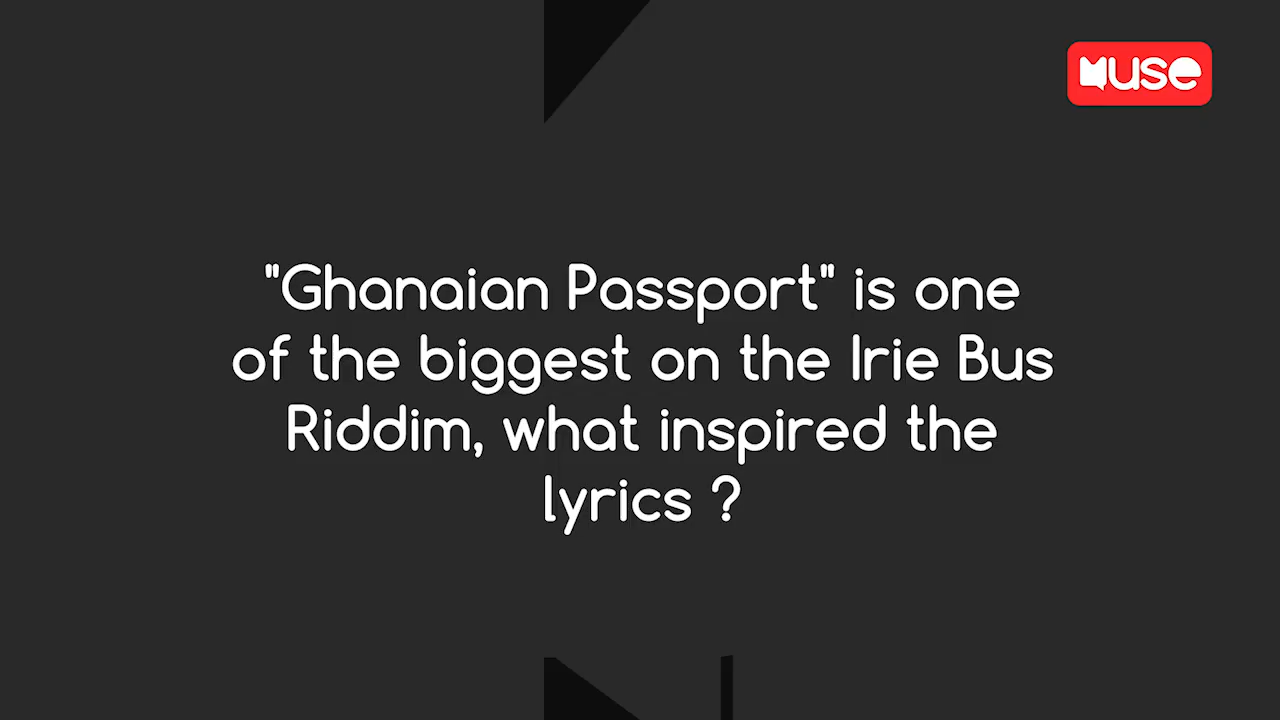 Muse
"Ghanaian Passport" is one
of the biggest on the Irie Bus
Riddim, what inspired the
lyrics ?